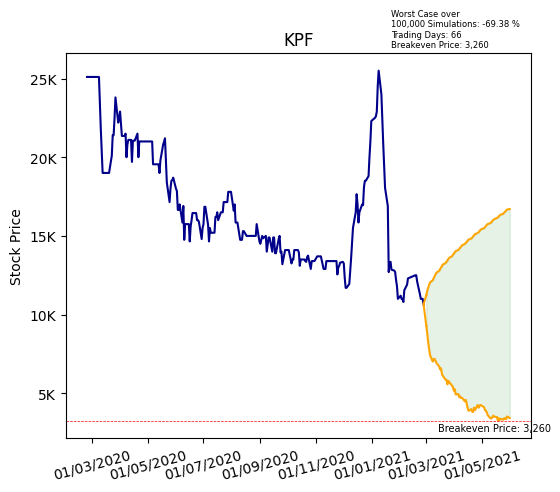 Worst Case over
100,000 Simulations: -69.38 %
Trading Days: 66
Breakeven Price: 3,260
KPF
Stock Price
25K
20K
15K
10K
5K
Breakeven Price: 3,260
01/03/2020
01/05/2020
01/07/2020
01/09/2020
01/11/2020
01/01/2021
01/03/2021
01/05/2021